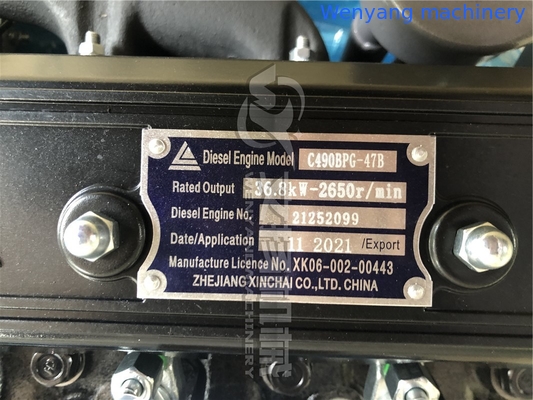 Wenyang machinery
Diesel Engine Model C490BPG-47B
Rated Output 36.8kW-2650r/min
Diesel Engine No. 21252099
Date/Application 11 2021 /Export
Manufacture Licence No. XK06-002-00443
ZHEJIANG XINCHAI CO., LTD. CHINA